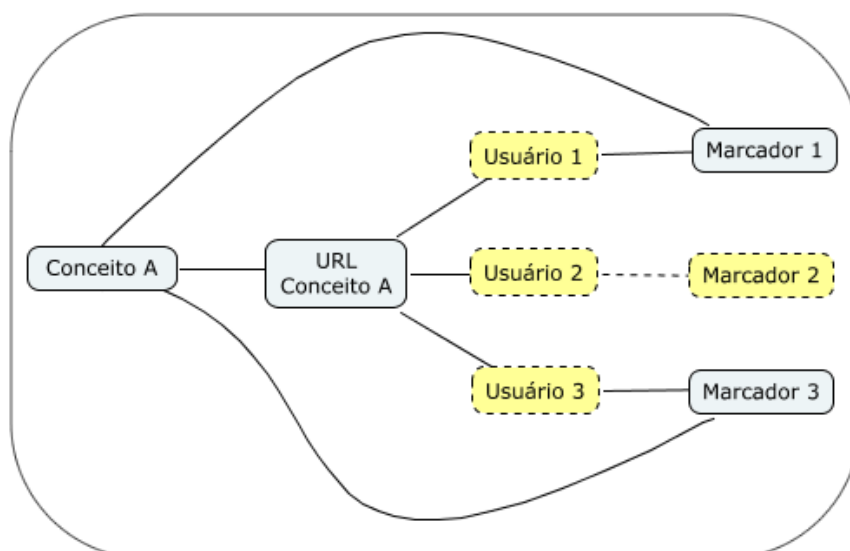 Usuário 1
Marcador 1
Conceito A
URL
Conceito A
Usuário 2
Marcador 2
Usuário 3
Marcador 3